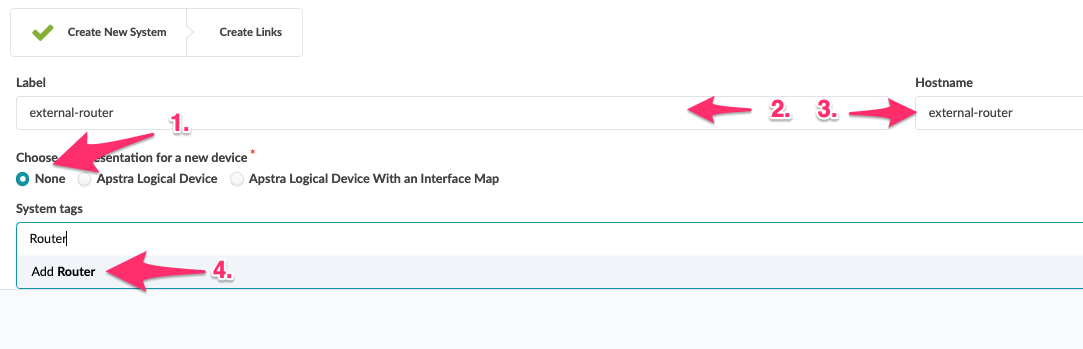 Create New System
Create Links
Label
Hostname
external-router
2.
3.
external-router
1.
Choose esentation for a new device *
None
Apstra Logical Device
Apstra Logical Device With an Interface Map
System tags
Router
Add Router
4.